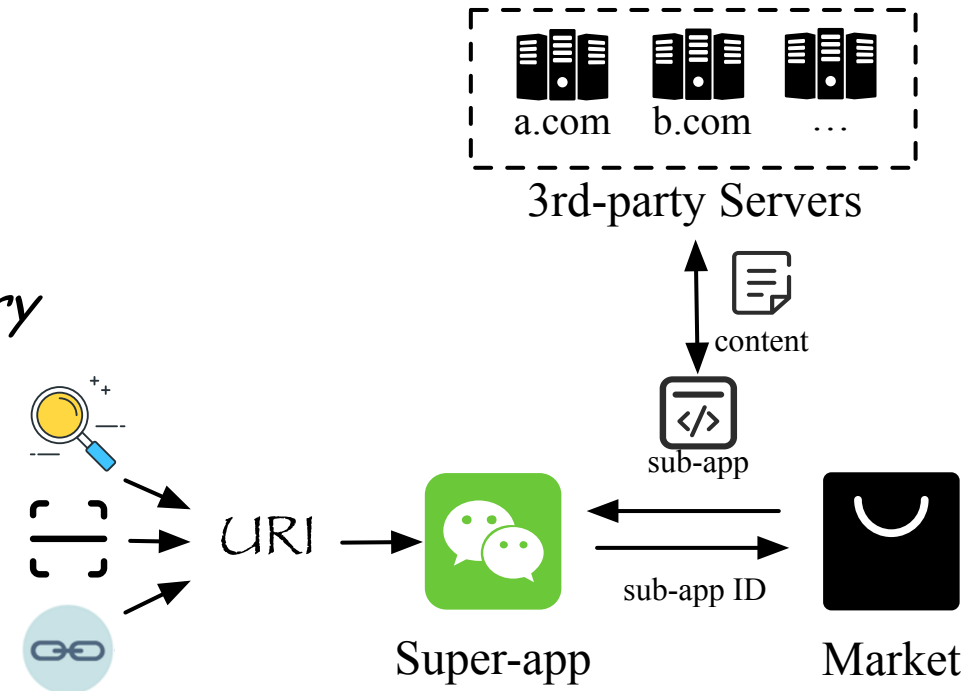 a.com b.com ...
3rd-party Servers
content
sub-app
URI
sub-app ID
Super-app
Market